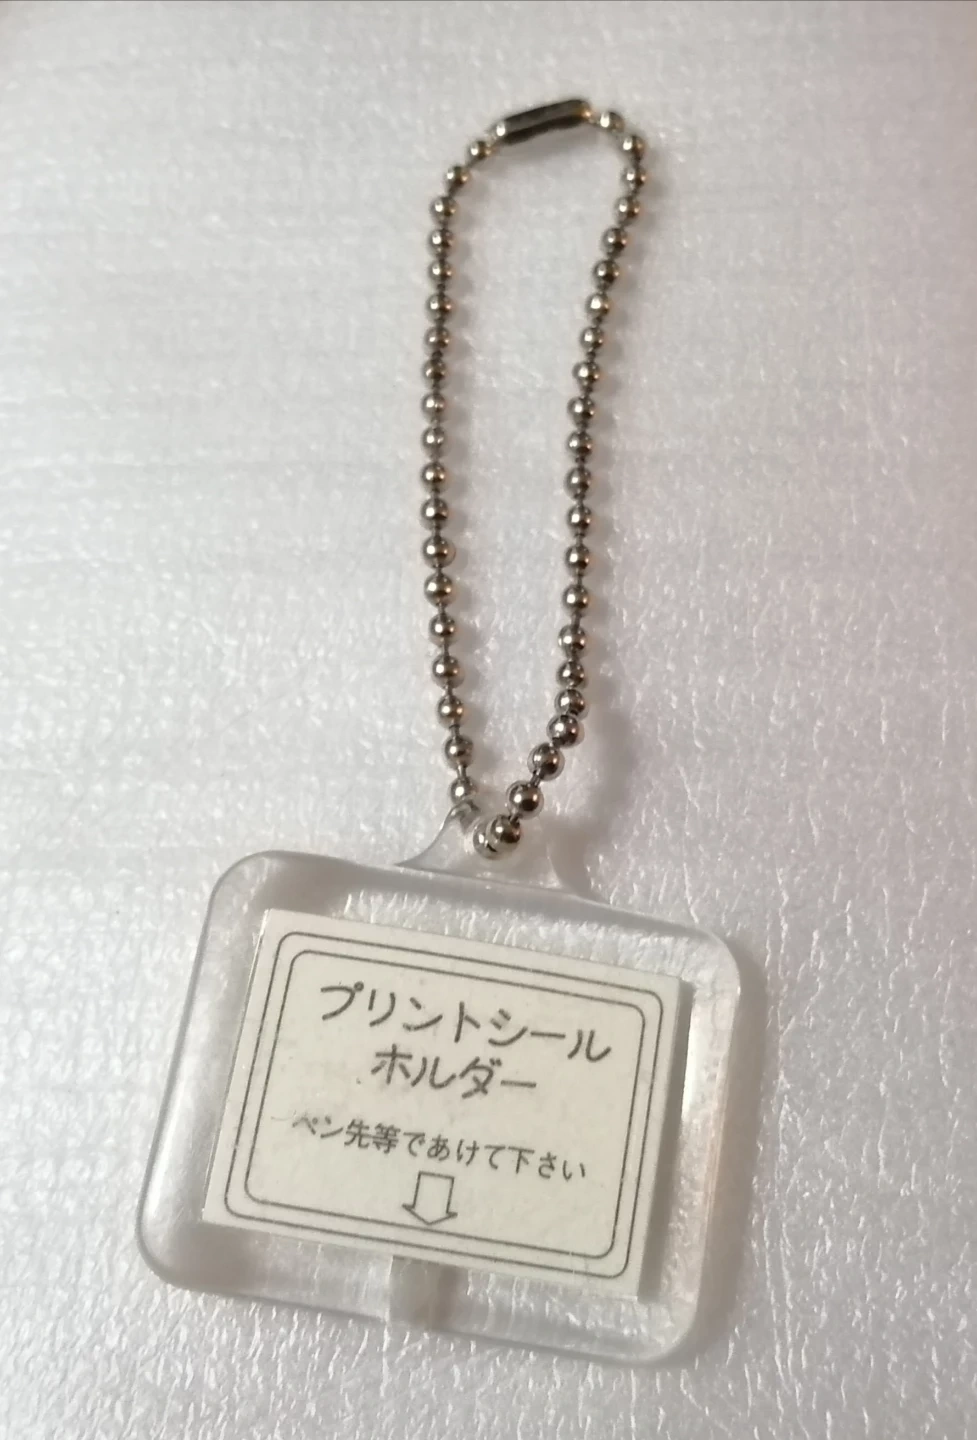 プリントシール
ホルダー
ペン先等であけて下さい